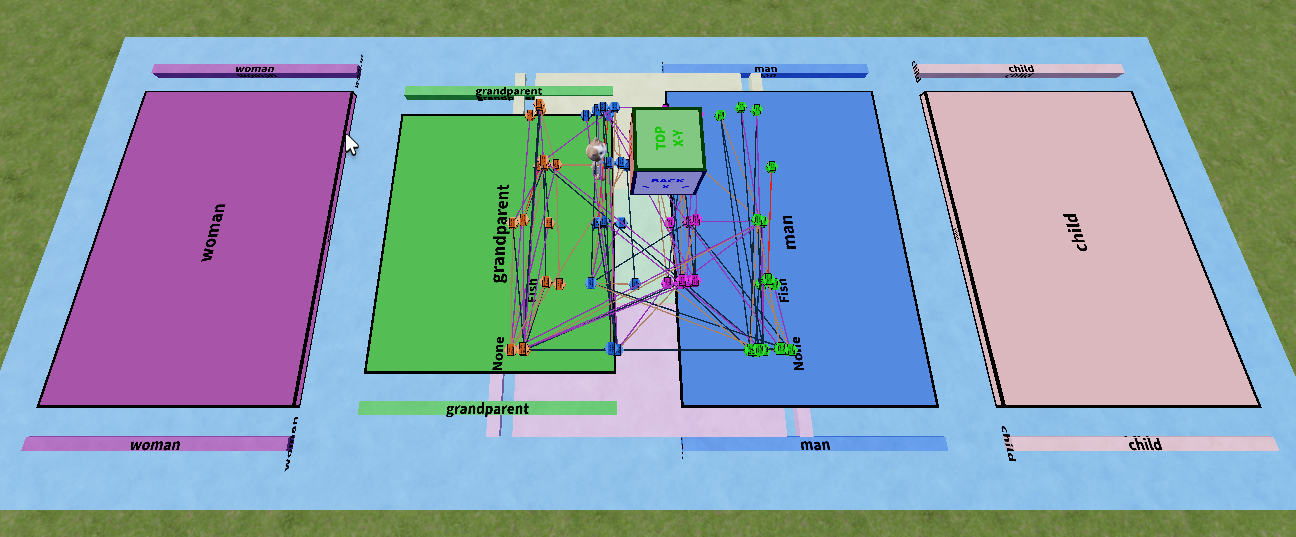 woman
grandparent
man
child
TOP
X-Y
BACK
woman
grandparent
man
child
Fish
Fish
None
None
grandparent
woman
man
child